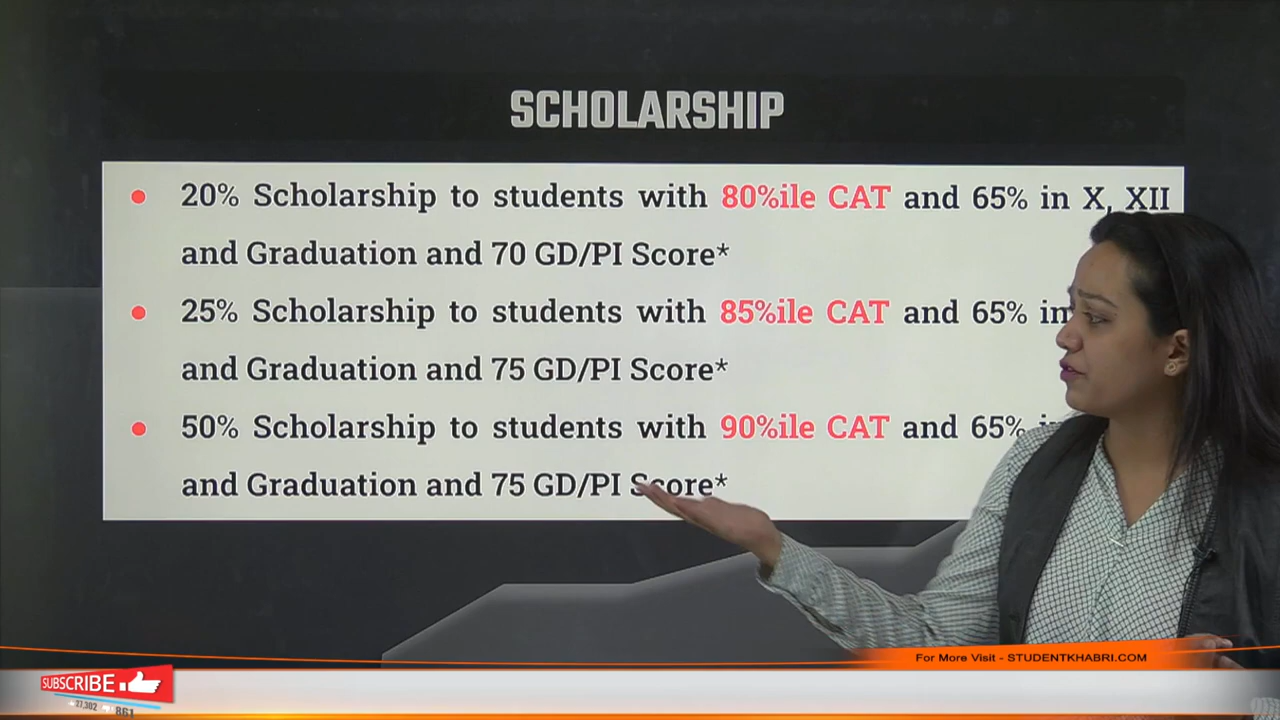 SCHOLARSHIP
20% Scholarship to students with 80%ile CAT and 65% in X, XII
and Graduation and 70 GD/PI Score*
25% Scholarship to students with 85%ile CAT and 65% in
and Graduation and 75 GD/PI Score*
50% Scholarship to students with 90%ile CAT and 65%
and Graduation and 75 GD/PI Score*
For More Visit - STUDENTKHABRI.COM
SUBSCRIBE
27,302
861